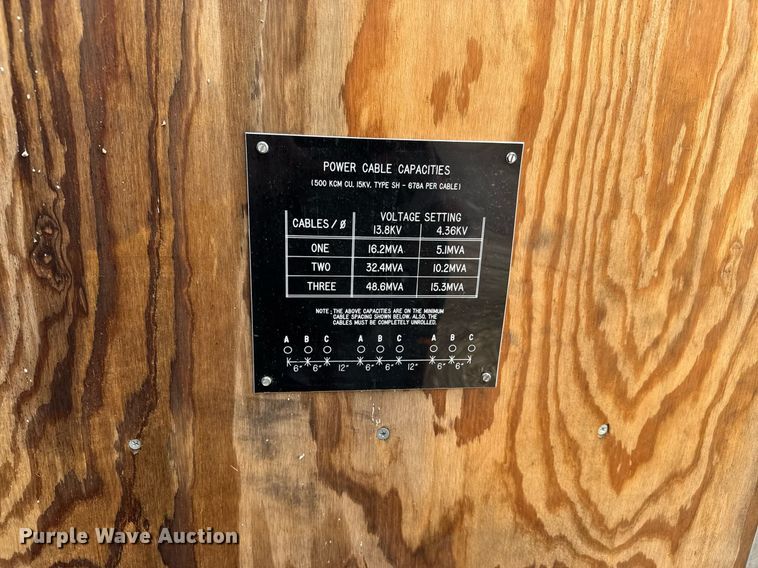 POWER CABLE CAPACITIES
(500 KCM CU, 15KV, TYPE SH - 678A PER CABLE)
CABLES/Ø VOLTAGE SETTING
13.8KV 4.36KV
ONE 16.2MVA 5.1MVA
TWO 32.4MVA 10.2MVA
THREE 48.6MVA 15.3MVA
NOTE; THE ABOVE CAPACITIES ARE ON THE MINIMUM
CABLE SPACING SHOWN BELOW. ALSO, THE
CABLES MUST BE COMPLETELY UNROLLED.
A B C A B C A B C
6" 6" 12" 6" 6" 12" 6" 6"
Purple Wave Auction®